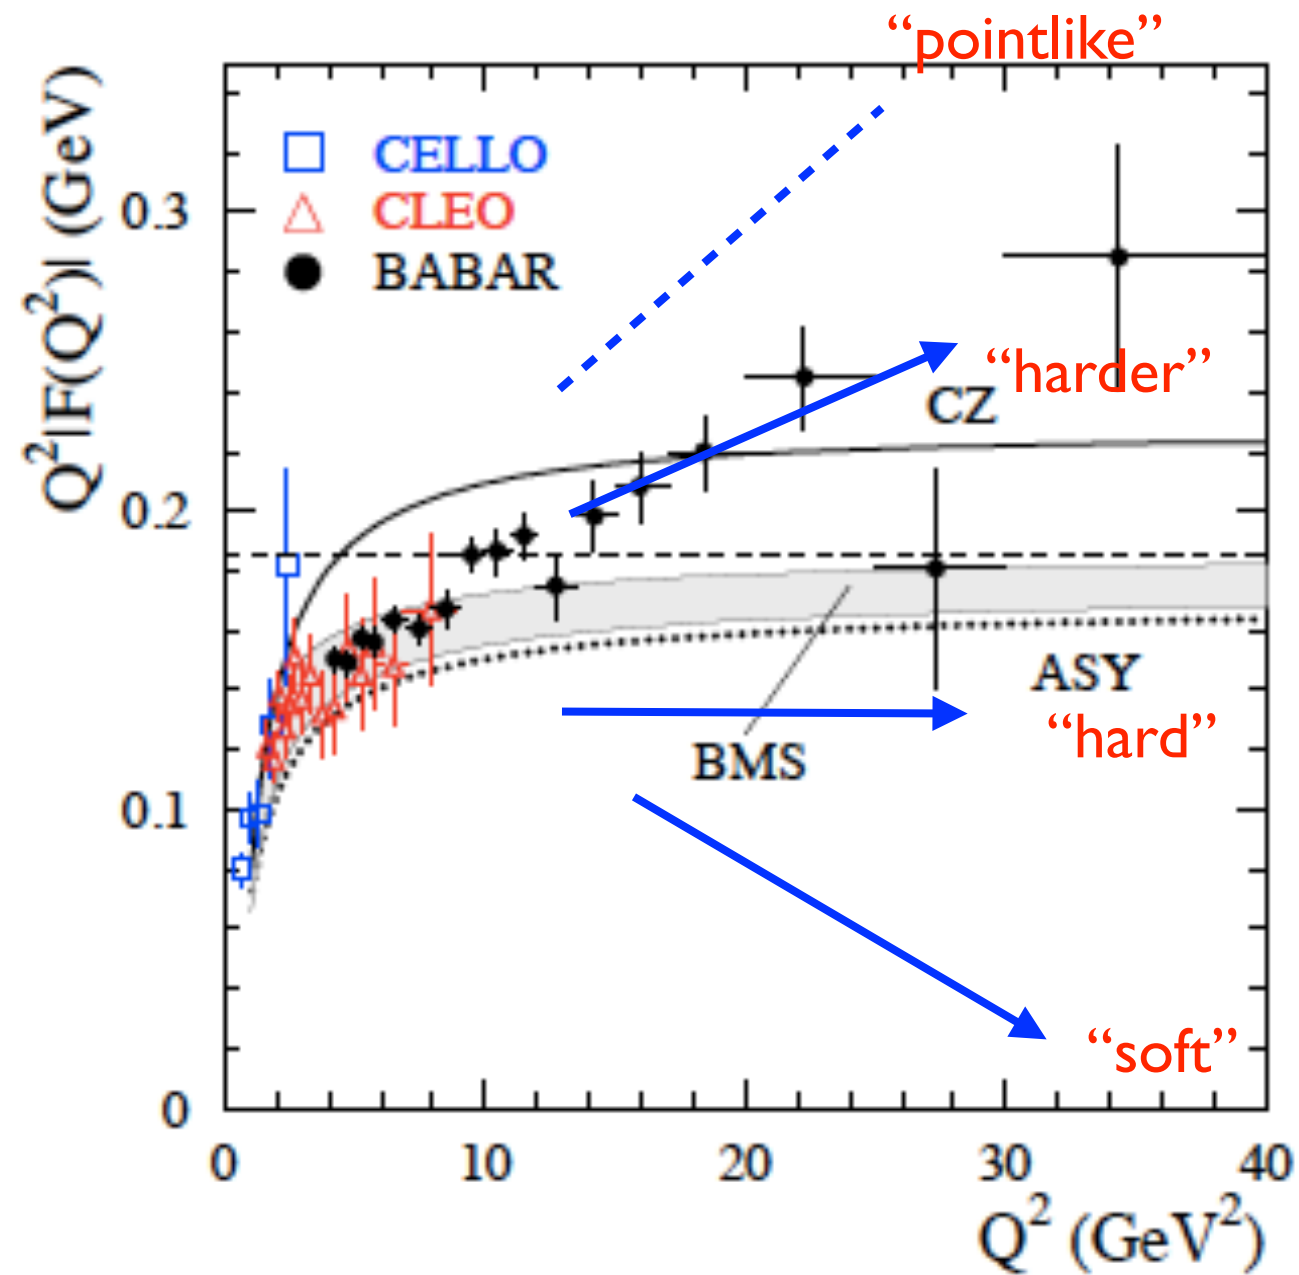 “pointlike”
Q²|F(Q²)| (GeV)
CELLO
CLEO
BABAR
0.3
0.2
0.1
0
“harder”
CZ
ASY
“hard”
BMS
“soft”
0 10 20 30 40
Q² (GeV²)